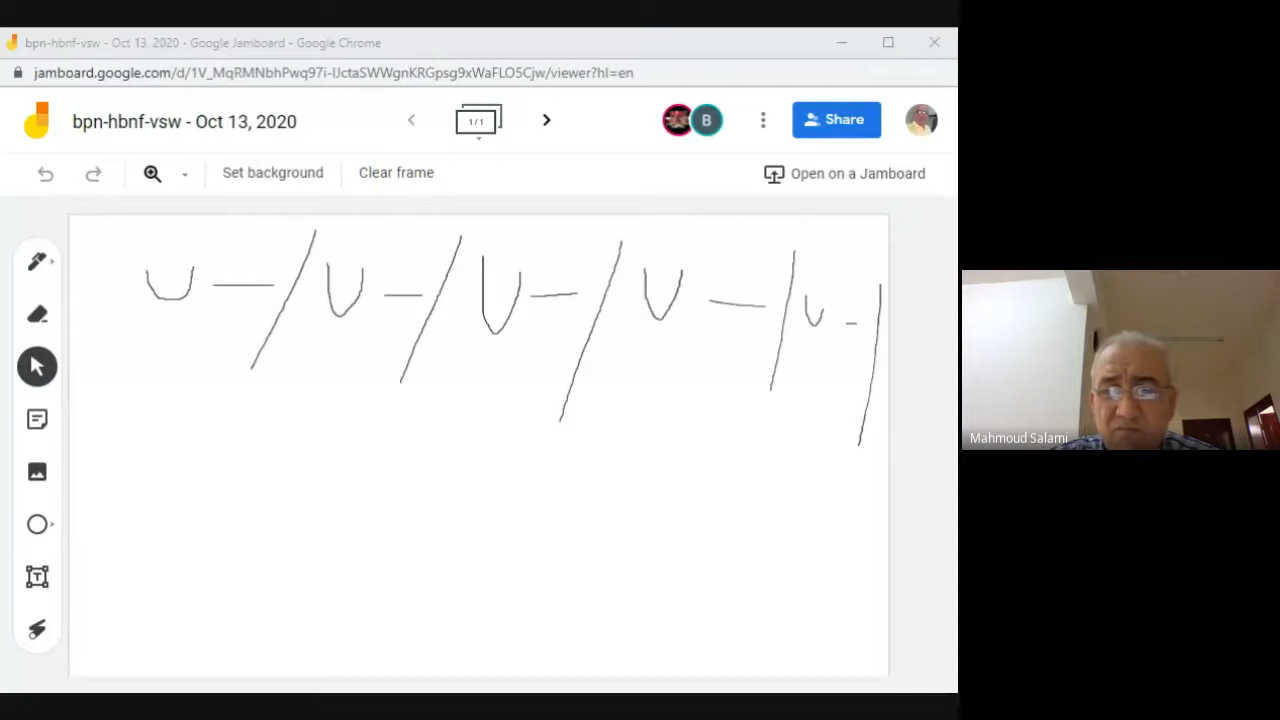 bpn-hbnf-vsw - Oct 13, 2020 - Google Jamboard - Google Chrome
jamboard.google.com/d/1V_MqRMNbhPwq97i-IJctaSWWgnKRGpsg9xWaFLO5Cjw/viewer?hl=en
bpn-hbnf-vsw - Oct 13, 2020
1/1
B
Share
Set background
Clear frame
Open on a Jamboard
U — / U — / U — / U — / U - /
T
Mahmoud Salami